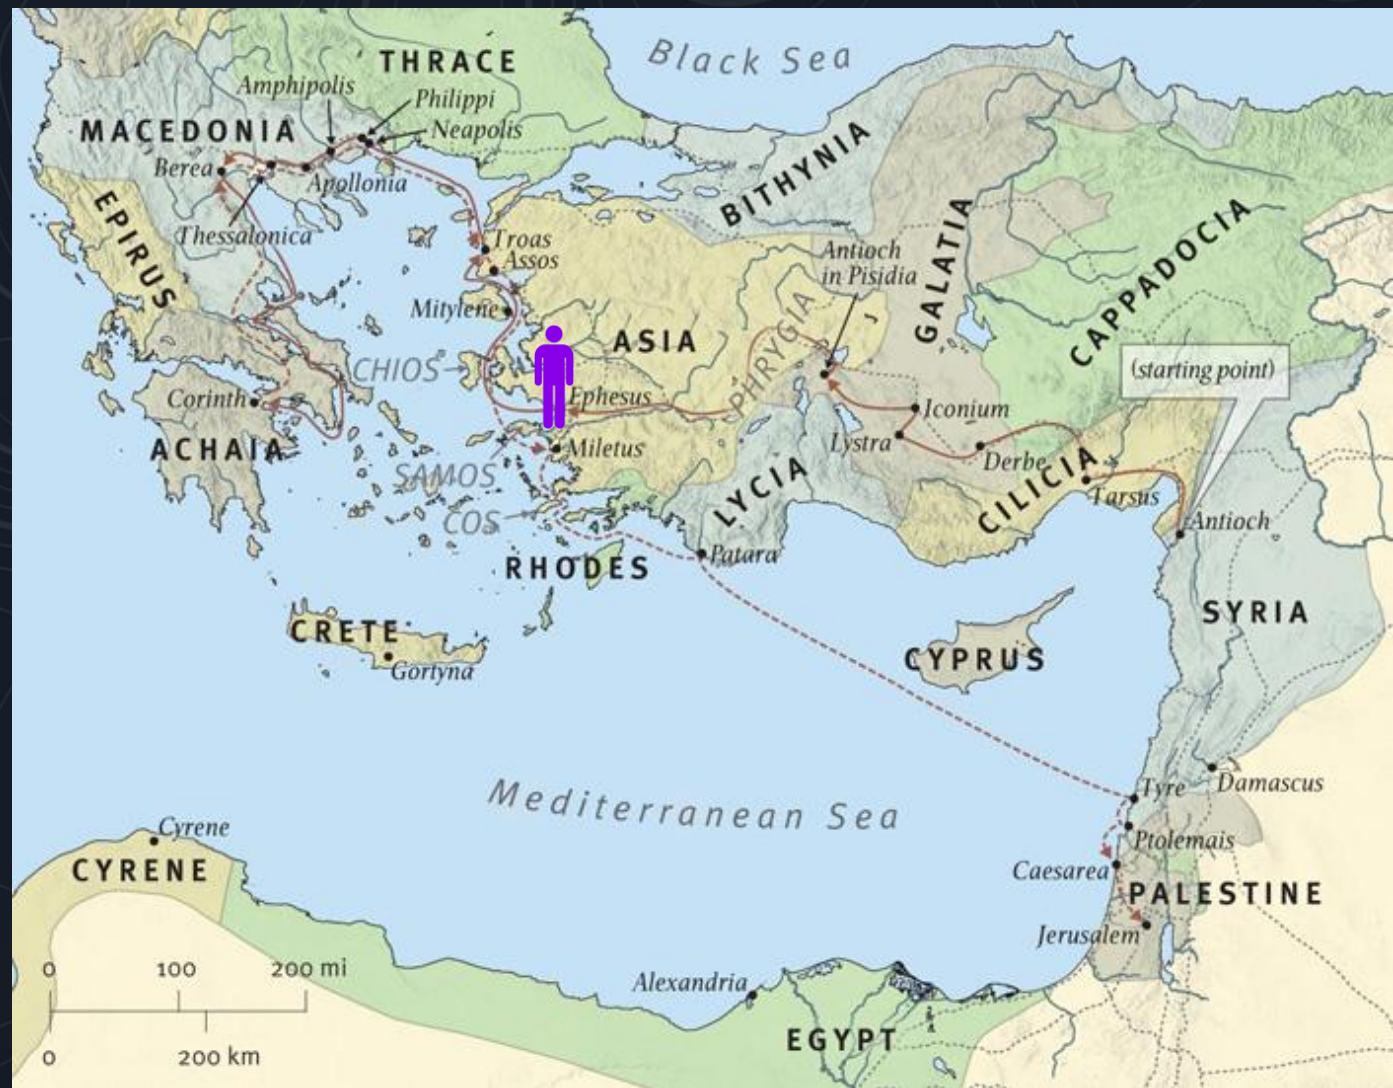 Black Sea
THRACE
Amphipolis
Philippi
Neapolis
MACEDONIA
Berea
Apollonia
Thessalonica
EPIRUS
BITHYNIA
GALATIA
CAPPADOCIA
Troas
Assos
Antioch
in Pisidia
Mitylene
ASIA
PHRYGIA
CHIOS
(starting point)
Corinth
Ephesus
Iconium
ACHAIA
Miletus
Lystra
Derbe
SAMOS
LYCIA
CILICIA
Tarsus
COS
Antioch
Patara
RHODES
SYRIA
CRETE
Gortyna
CYPRUS
Mediterranean Sea
Tyre
Damascus
Cyrene
Ptolemais
CYRENE
Caesarea
PALESTINE
Jerusalem
0 100 200 mi
Alexandria
EGYPT
0 200 km